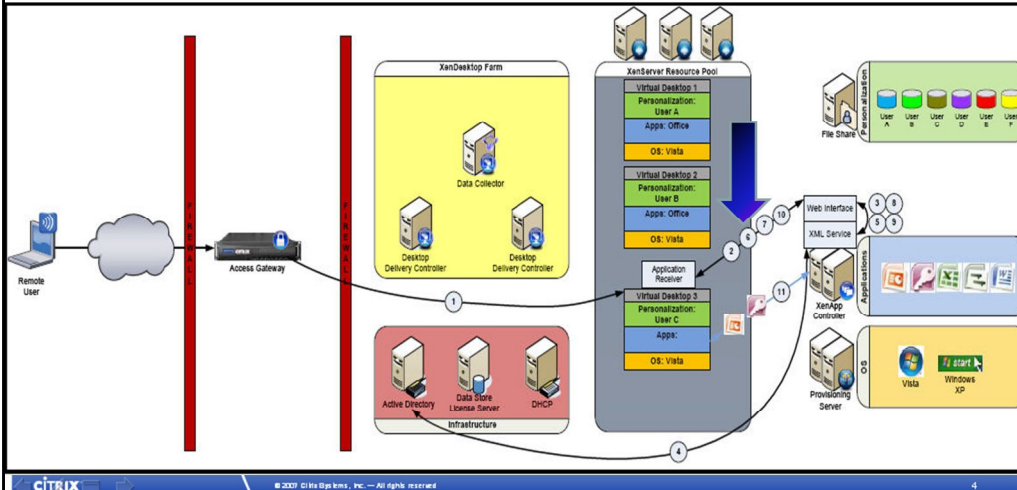 XenDesktop Farm
Data Collector
Desktop
Delivery Controller
Desktop
Delivery Controller
FIREWALL
FIREWALL
Remote
User
Access Gateway
1
Active Directory
Data Store
License Server
DHCP
Infrastructure
4
XenServer Resource Pool
Virtual Desktop 1
Personalization:
User A
Apps: Office
OS: Vista
Virtual Desktop 2
Personalization:
User B
Apps: Office
OS: Vista
Application
Receiver
Virtual Desktop 3
Personalization:
User C
Apps:
OS: Vista
2
6
7
10
11
File Share
Personalization
User
A
User
B
User
C
User
D
User
E
User
F
Web Interface
XML Service
3
8
5
9
XenApp
Controller
Applications
Provisioning
Server
OS
Vista
start
Windows
XP
CITRIX
© 2007 Citrix Systems, Inc. — All rights reserved
4